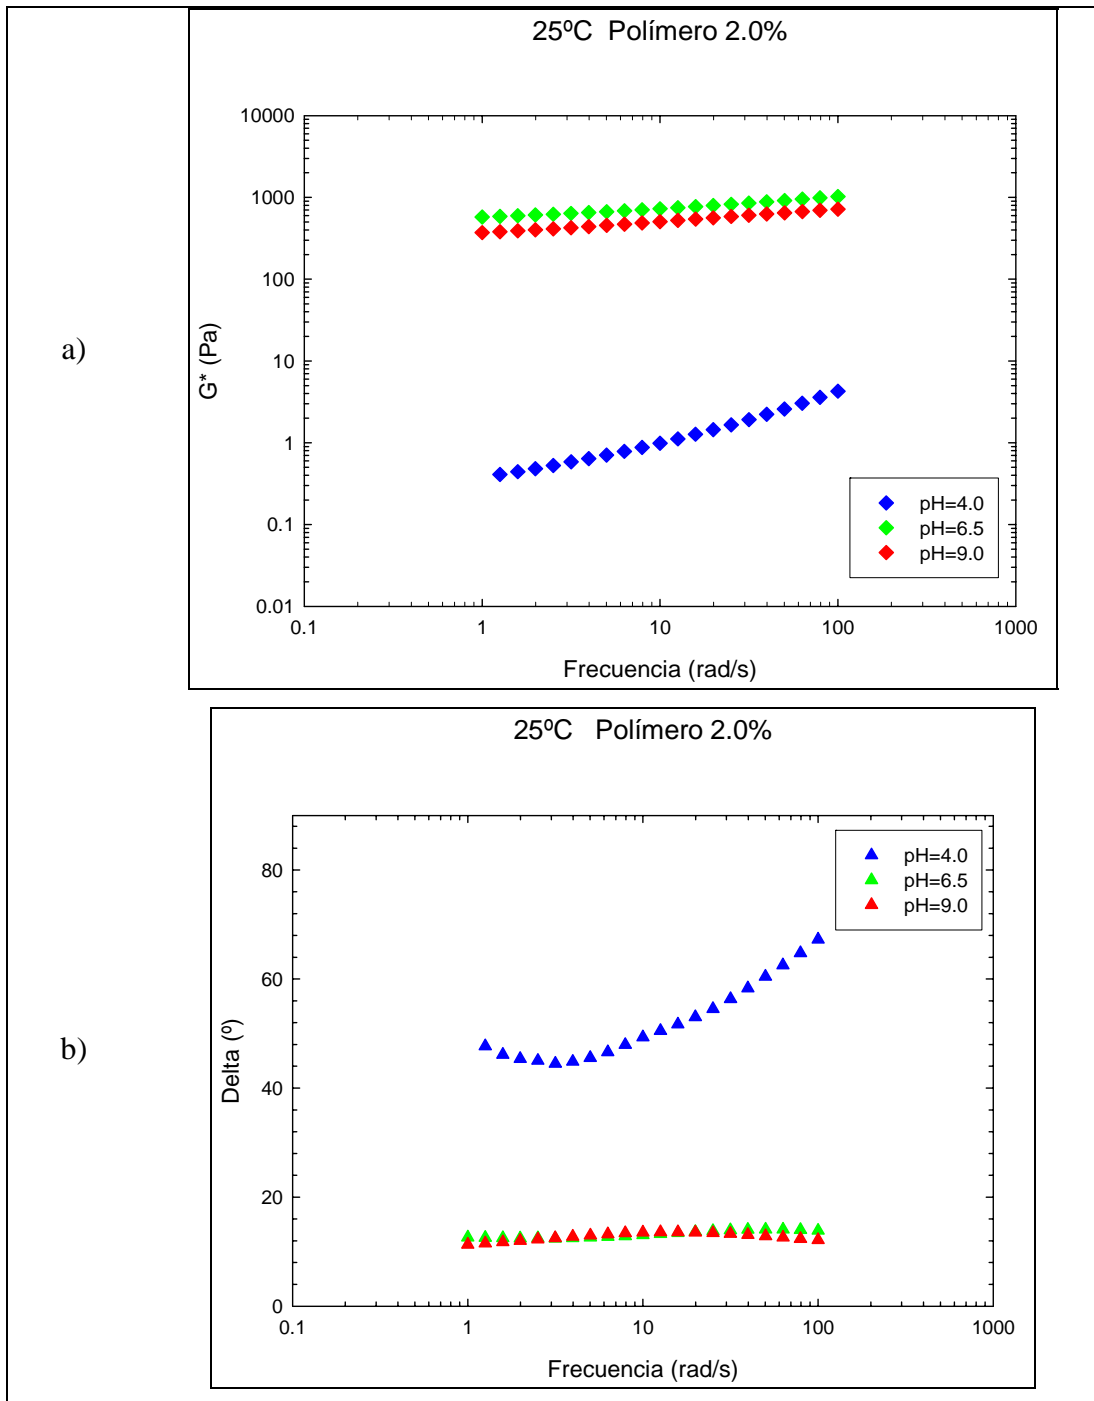 a)
25ºC Polímero 2.0%
G* (Pa)
10000
1000
100
10
1
0.1
0.01
0.1 1 10 100 1000
Frecuencia (rad/s)
pH=4.0
pH=6.5
pH=9.0
b)
25ºC Polímero 2.0%
Delta (º)
80
60
40
20
0
0.1 1 10 100 1000
Frecuencia (rad/s)
pH=4.0
pH=6.5
pH=9.0